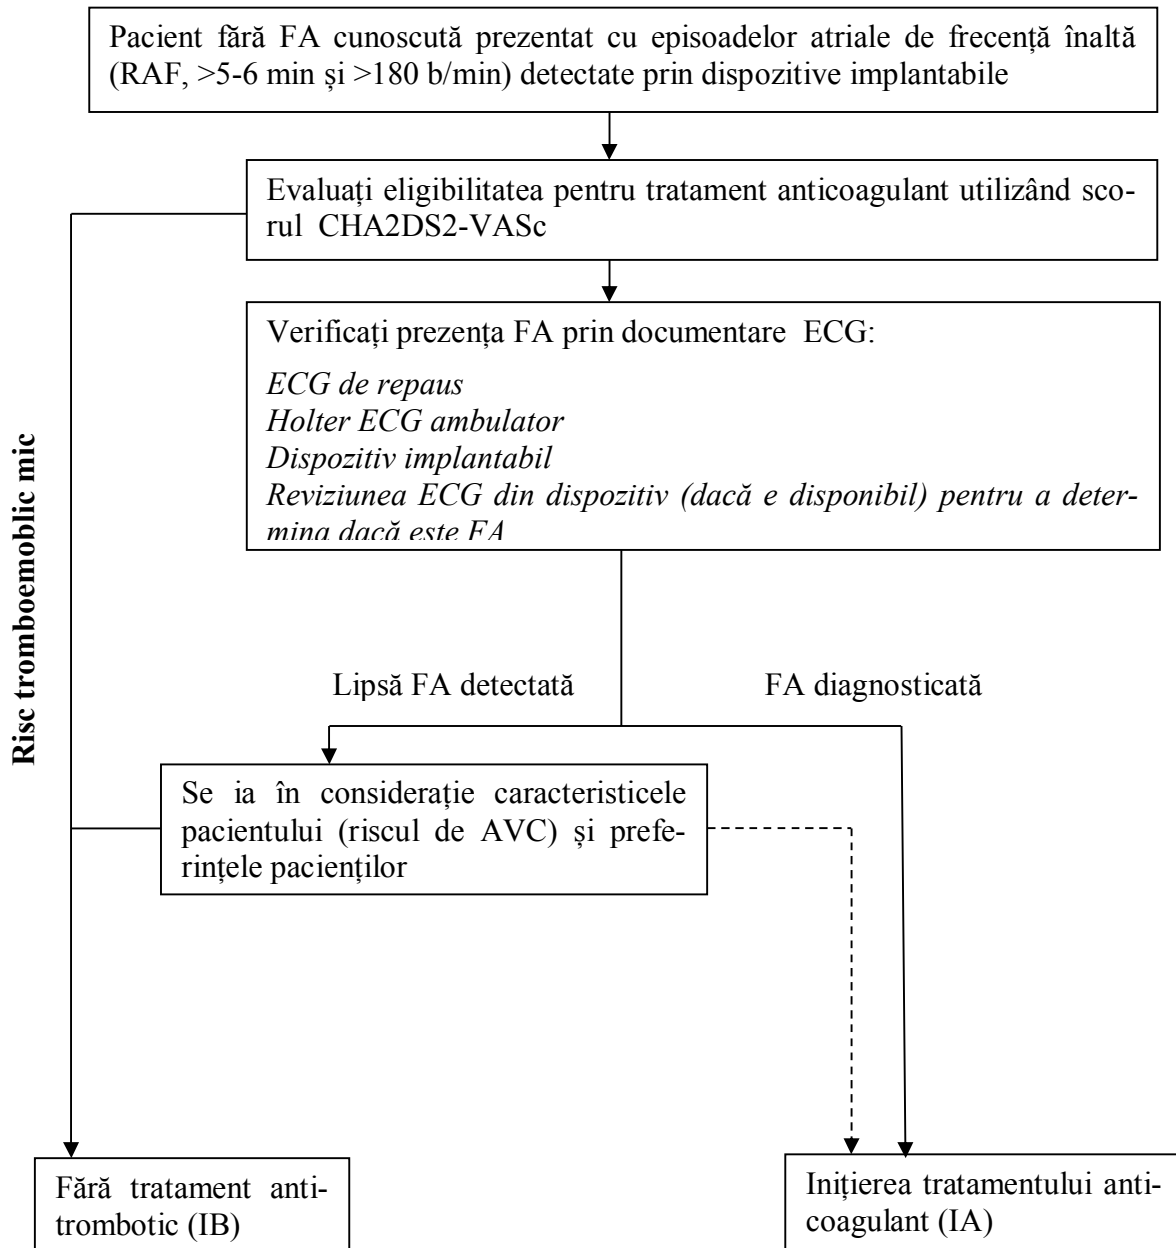 Pacient fără FA cunoscută prezentat cu episoadelor atriale de frecență înaltă
(RAF, >5-6 min și >180 b/min) detectate prin dispozitive implantabile
Evaluați eligibilitatea pentru tratament anticoagulant utilizând sco-
rul CHA2DS2-VASc
Verificați prezența FA prin documentare ECG:
ECG de repaus
Holter ECG ambulator
Dispozitiv implantabil
Reviziunea ECG din dispozitiv (dacă e disponibil) pentru a deter-
mina dacă este FA
Risc tromboemoblic mic
Lipsă FA detectată
FA diagnosticată
Se ia în considerație caracteristicele
pacientului (riscul de AVC) și prefe-
rințele pacienților
Fără tratament anti-
trombotic (IB)
Inițierea tratamentului anti-
coagulant (IA)